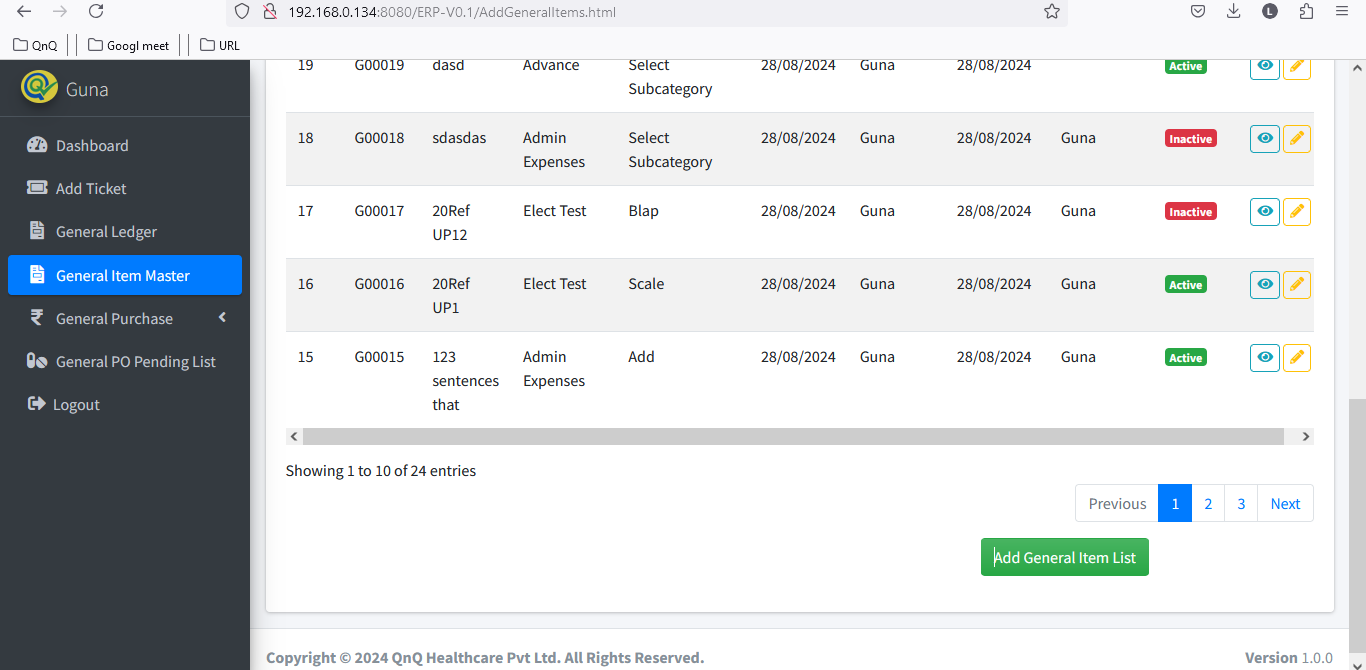 192.168.0.134:8080/ERP-V0.1/AddGeneralItems.html
L
QnQ Googl meet URL
Guna
Dashboard
Add Ticket
General Ledger
General Item Master
General Purchase
General PO Pending List
Logout
19 G00019 dasd Advance Select 28/08/2024 Guna 28/08/2024 Active
Subcategory
18 G00018 sdasdas Admin Select 28/08/2024 Guna 28/08/2024 Guna Inactive
Expenses Subcategory
17 G00017 20Ref Elect Test Blap 28/08/2024 Guna 28/08/2024 Guna Inactive
UP12
16 G00016 20Ref Elect Test Scale 28/08/2024 Guna 28/08/2024 Guna Active
UP1
15 G00015 123 Admin Add 28/08/2024 Guna 28/08/2024 Guna Active
sentences Expenses
that
Showing 1 to 10 of 24 entries
Previous 1 2 3 Next
Add General Item List
Copyright © 2024 QnQ Healthcare Pvt Ltd. All Rights Reserved. Version 1.0.0